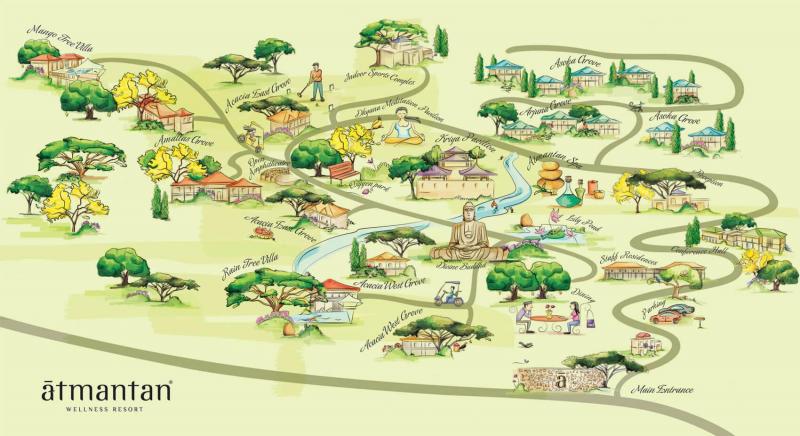 Mango Tree Villa
Acacia East Grove
Indoor Sports Complex
Asoka Grove
Dhyana Meditation Pavilion
Arjuna Grove
Asoka Grove
Amaltas Grove
Open
Amphitheatre
Kriya Pavilion
Atmantan Spa
Oxygen park
Reception
Acacia East Grove
Lily Pond
Conference Hall
Rain Tree Villa
Divine Buddha
Staff Residences
Acacia West Grove
Dining
Parking
Acacia West Grove
a
Main Entrance
ātmantan®
WELLNESS RESORT